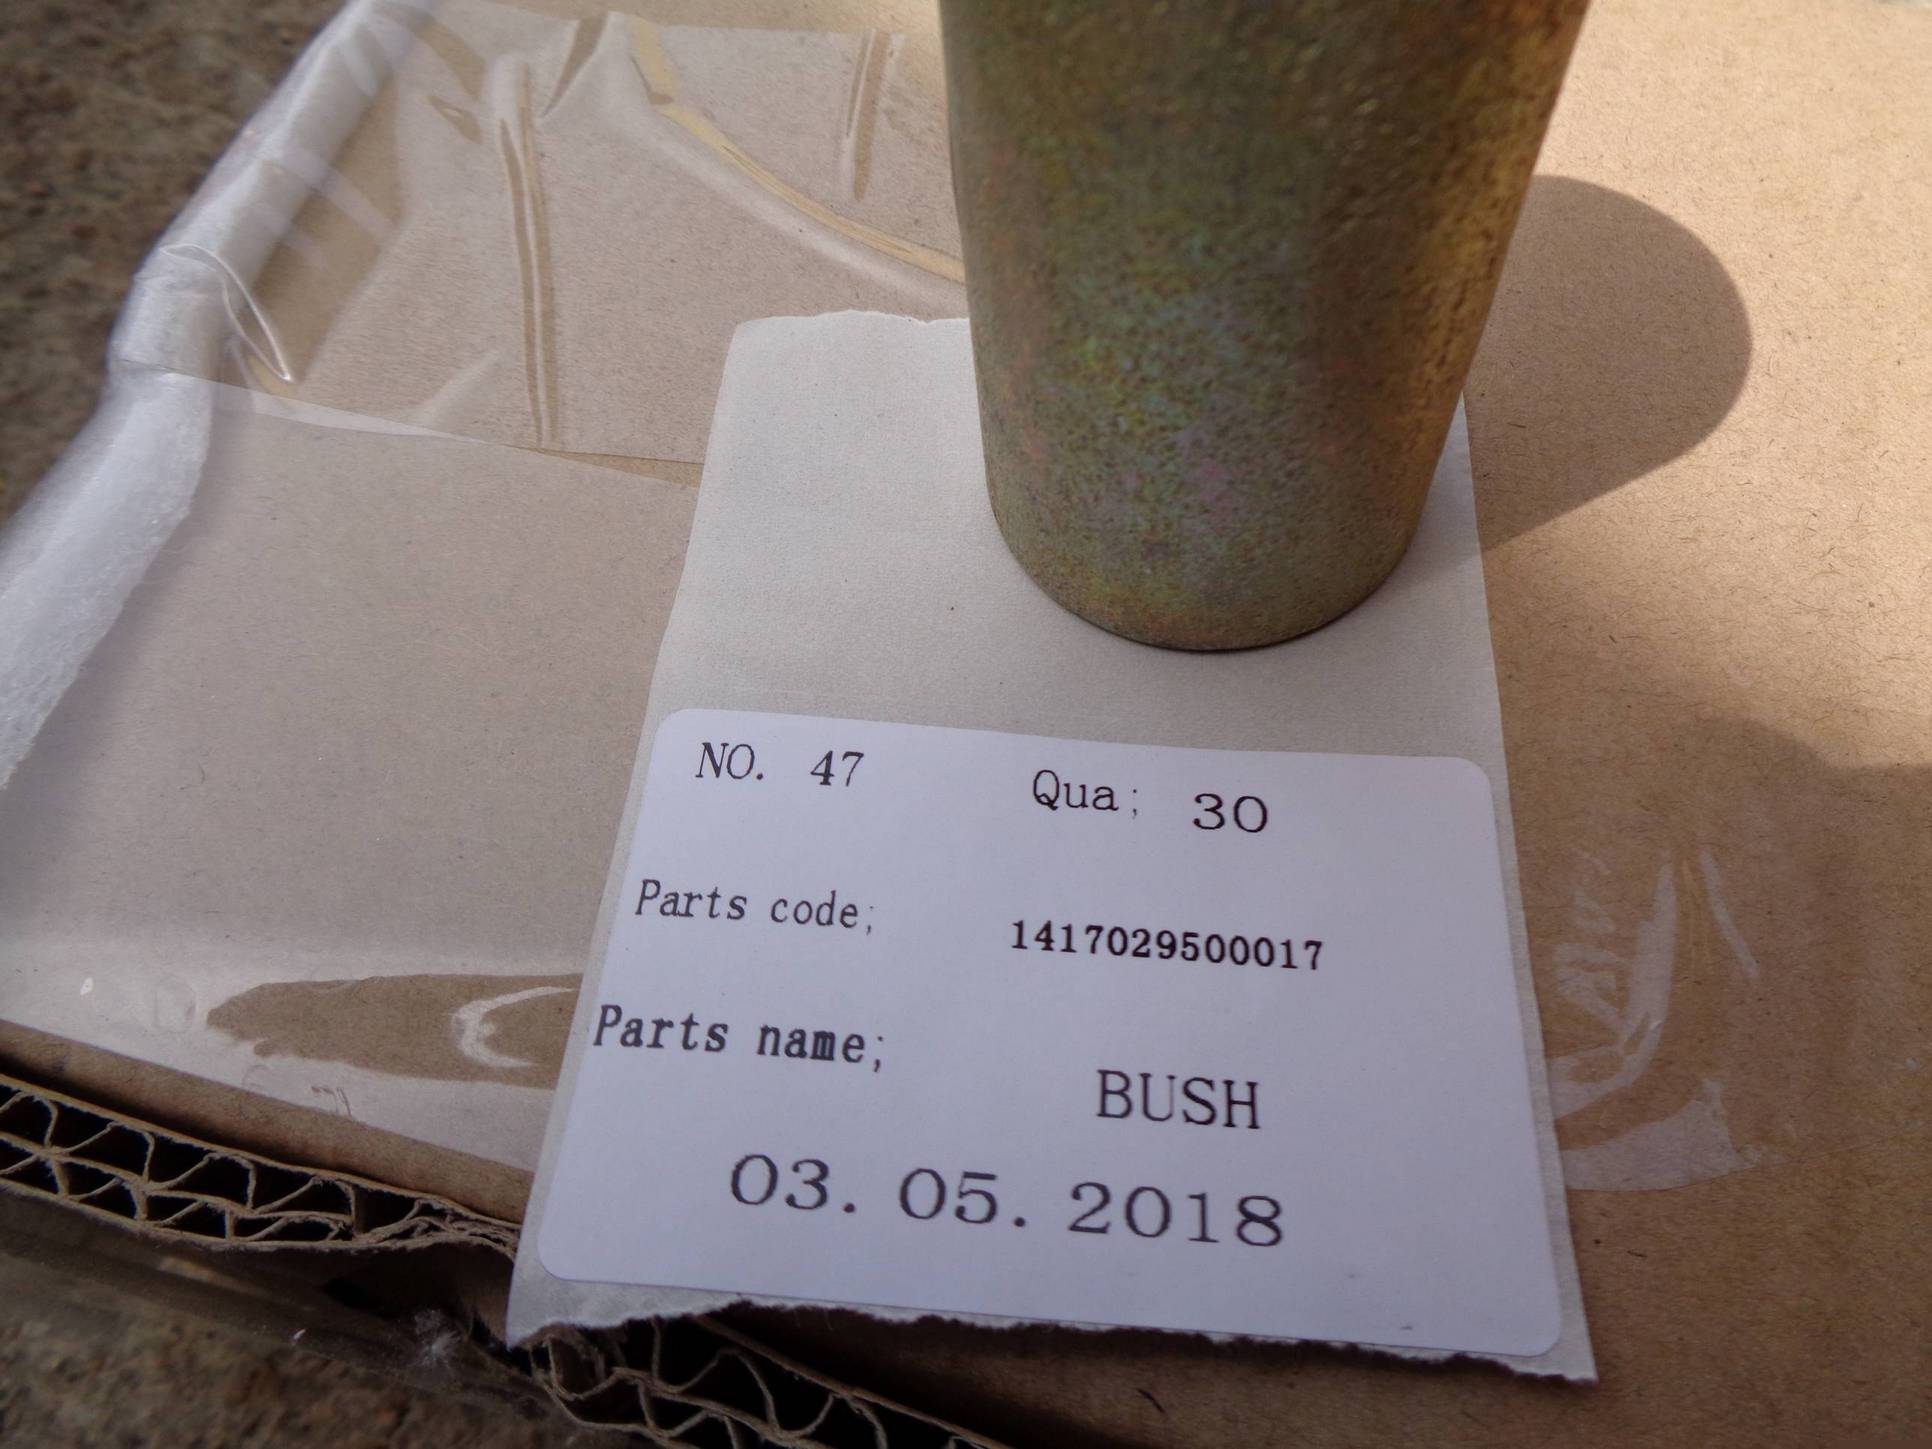 NO. 47 Qua; 30
Parts code; 1417029500017
Parts name; BUSH
03. 05. 2018